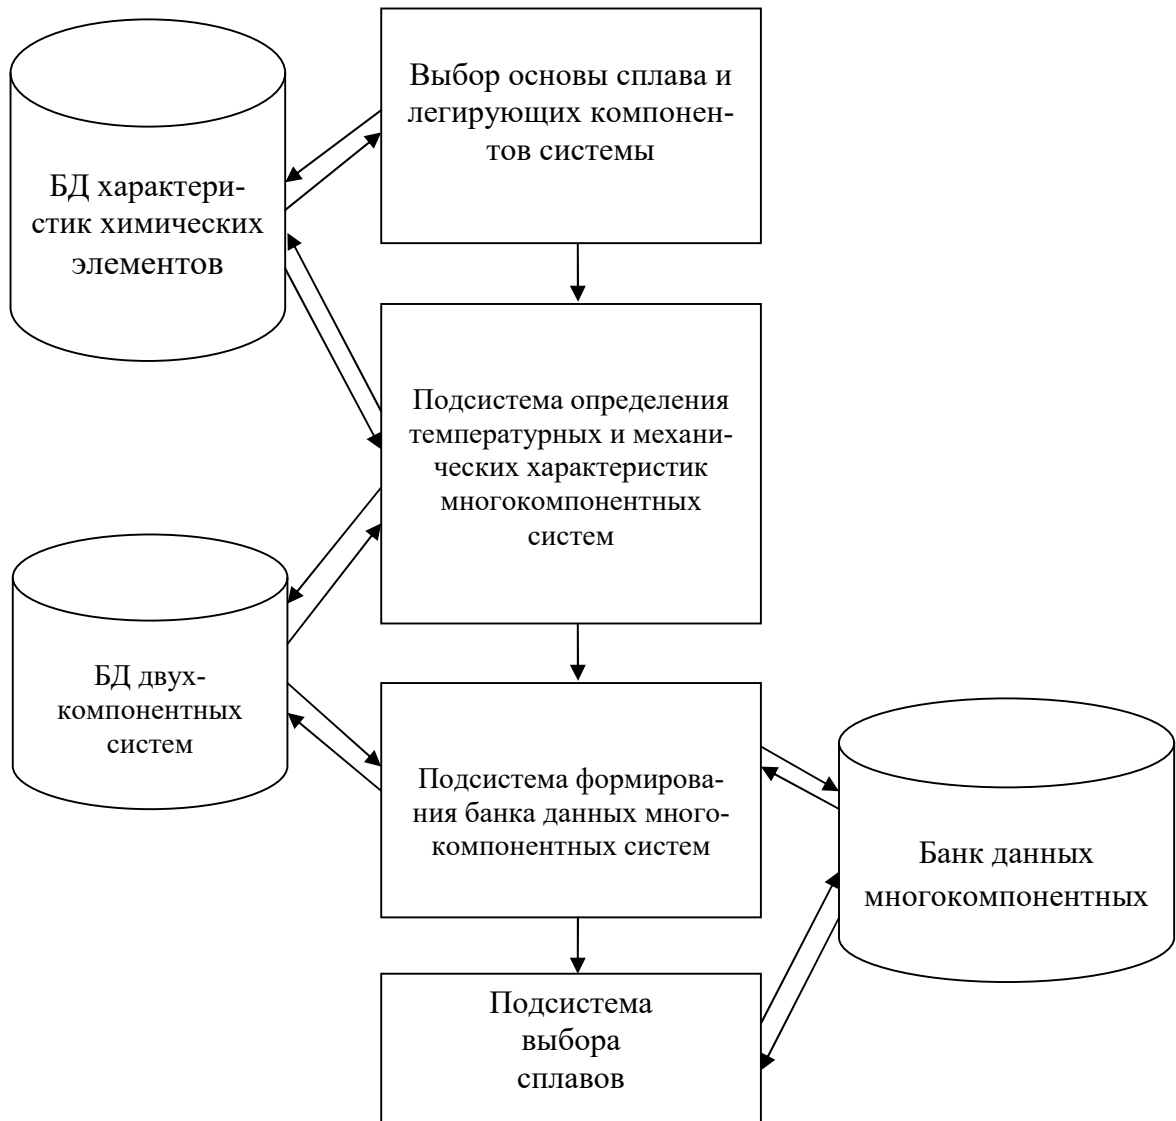 Выбор основы сплава и
легирующих компонен-
тов системы
БД характери-
стик химических
элементов
Подсистема определения
температурных и механи-
ческих характеристик
многокомпонентных
систем
БД двух-
компонентных
систем
Подсистема формирова-
ния банка данных много-
компонентных систем
Банк данных
многокомпонентных
Подсистема
выбора
сплавов